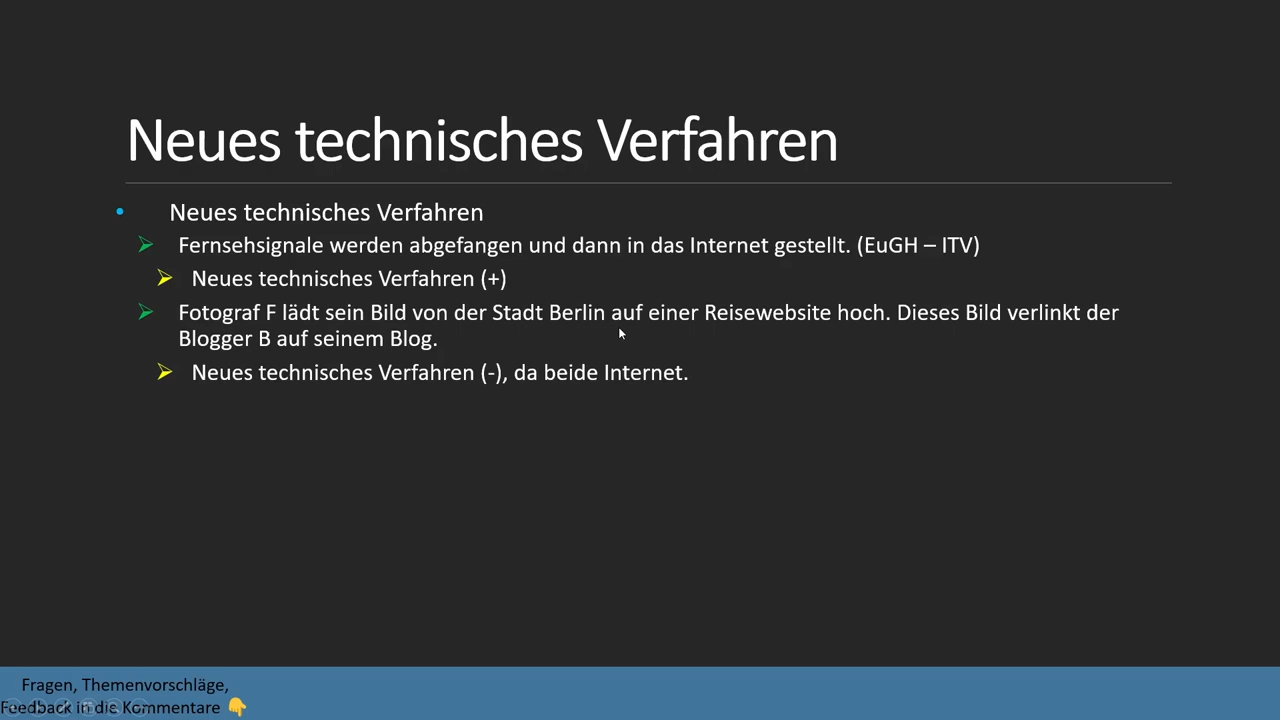 Neues technisches Verfahren
Neues technisches Verfahren
Fernsehsignale werden abgefangen und dann in das Internet gestellt. (EuGH – ITV)
Neues technisches Verfahren (+)
Fotograf F lädt sein Bild von der Stadt Berlin auf einer Reisewebsite hoch. Dieses Bild verlinkt der
Blogger B auf seinem Blog.
Neues technisches Verfahren (-), da beide Internet.
Fragen, Themenvorschläge,
Feedback in die Kommentare 👇